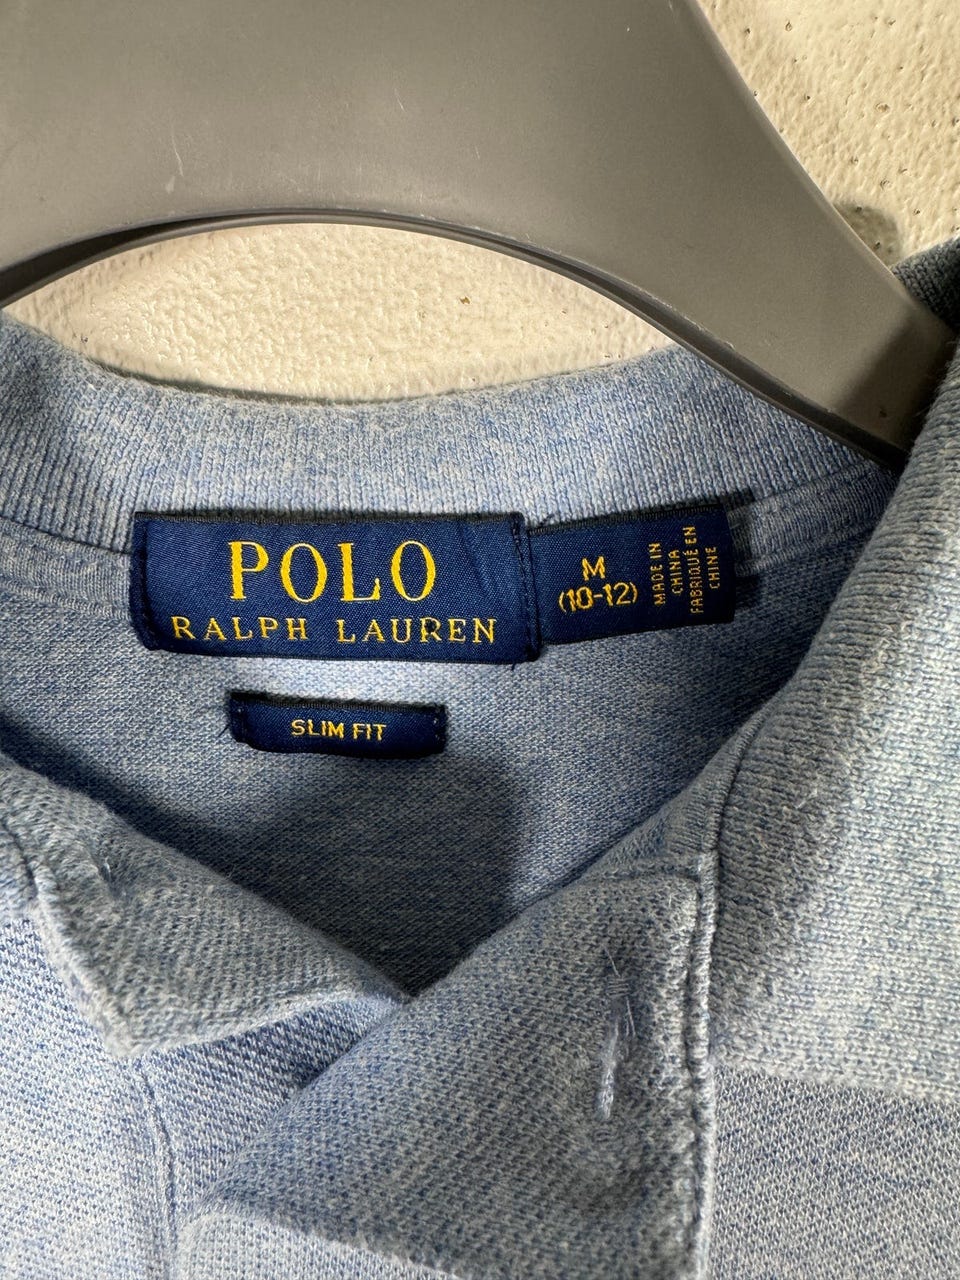 POLO
RALPH LAUREN
M
(10-12)
MADE IN
CHINA
FABRIQUÉ EN
CHINE
SLIM FIT